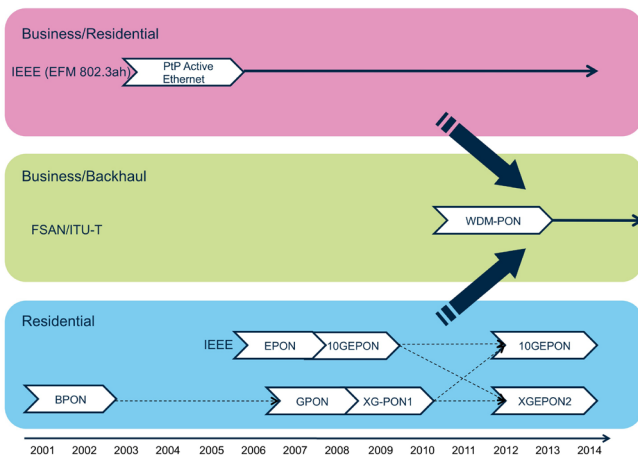 Business/Residential
IEEE (EFM 802.3ah)
PtP Active
Ethernet
Business/Backhaul
WDM-PON
FSAN/ITU-T
Residential
IEEE
EPON
10GEPON
10GEPON
BPON
GPON
XG-PON1
XGEPON2
2001 2002 2003 2004 2005 2006 2007 2008 2009 2010 2011 2012 2013 2014